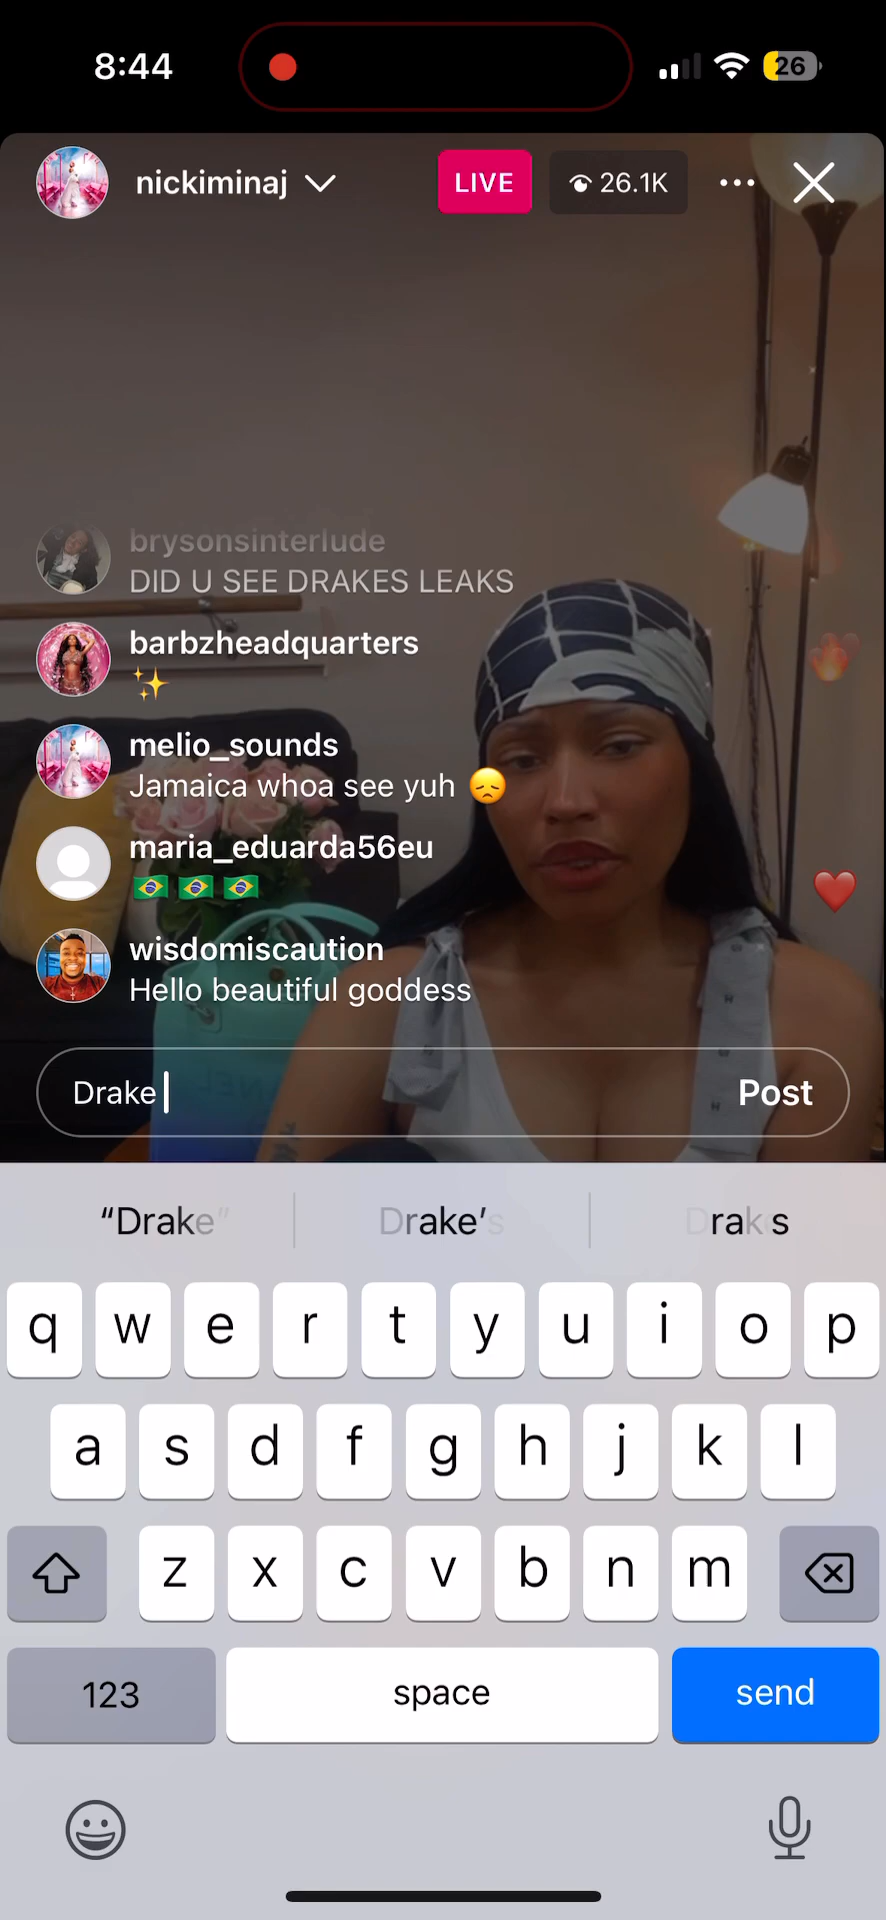 8:44
26
nickiminaj
LIVE
26.1K
brysonsinterlude
DID U SEE DRAKES LEAKS
barbzheadquarters
✨
melio_sounds
Jamaica whoa see yuh 😞
maria_eduarda56eu
🇧🇷 🇧🇷 🇧🇷
wisdomiscaution
Hello beautiful goddess
Drake
Post
“Drake” Drake’s Drakes
q w e r t y u i o p
a s d f g h j k l
z x c v b n m
123 space send